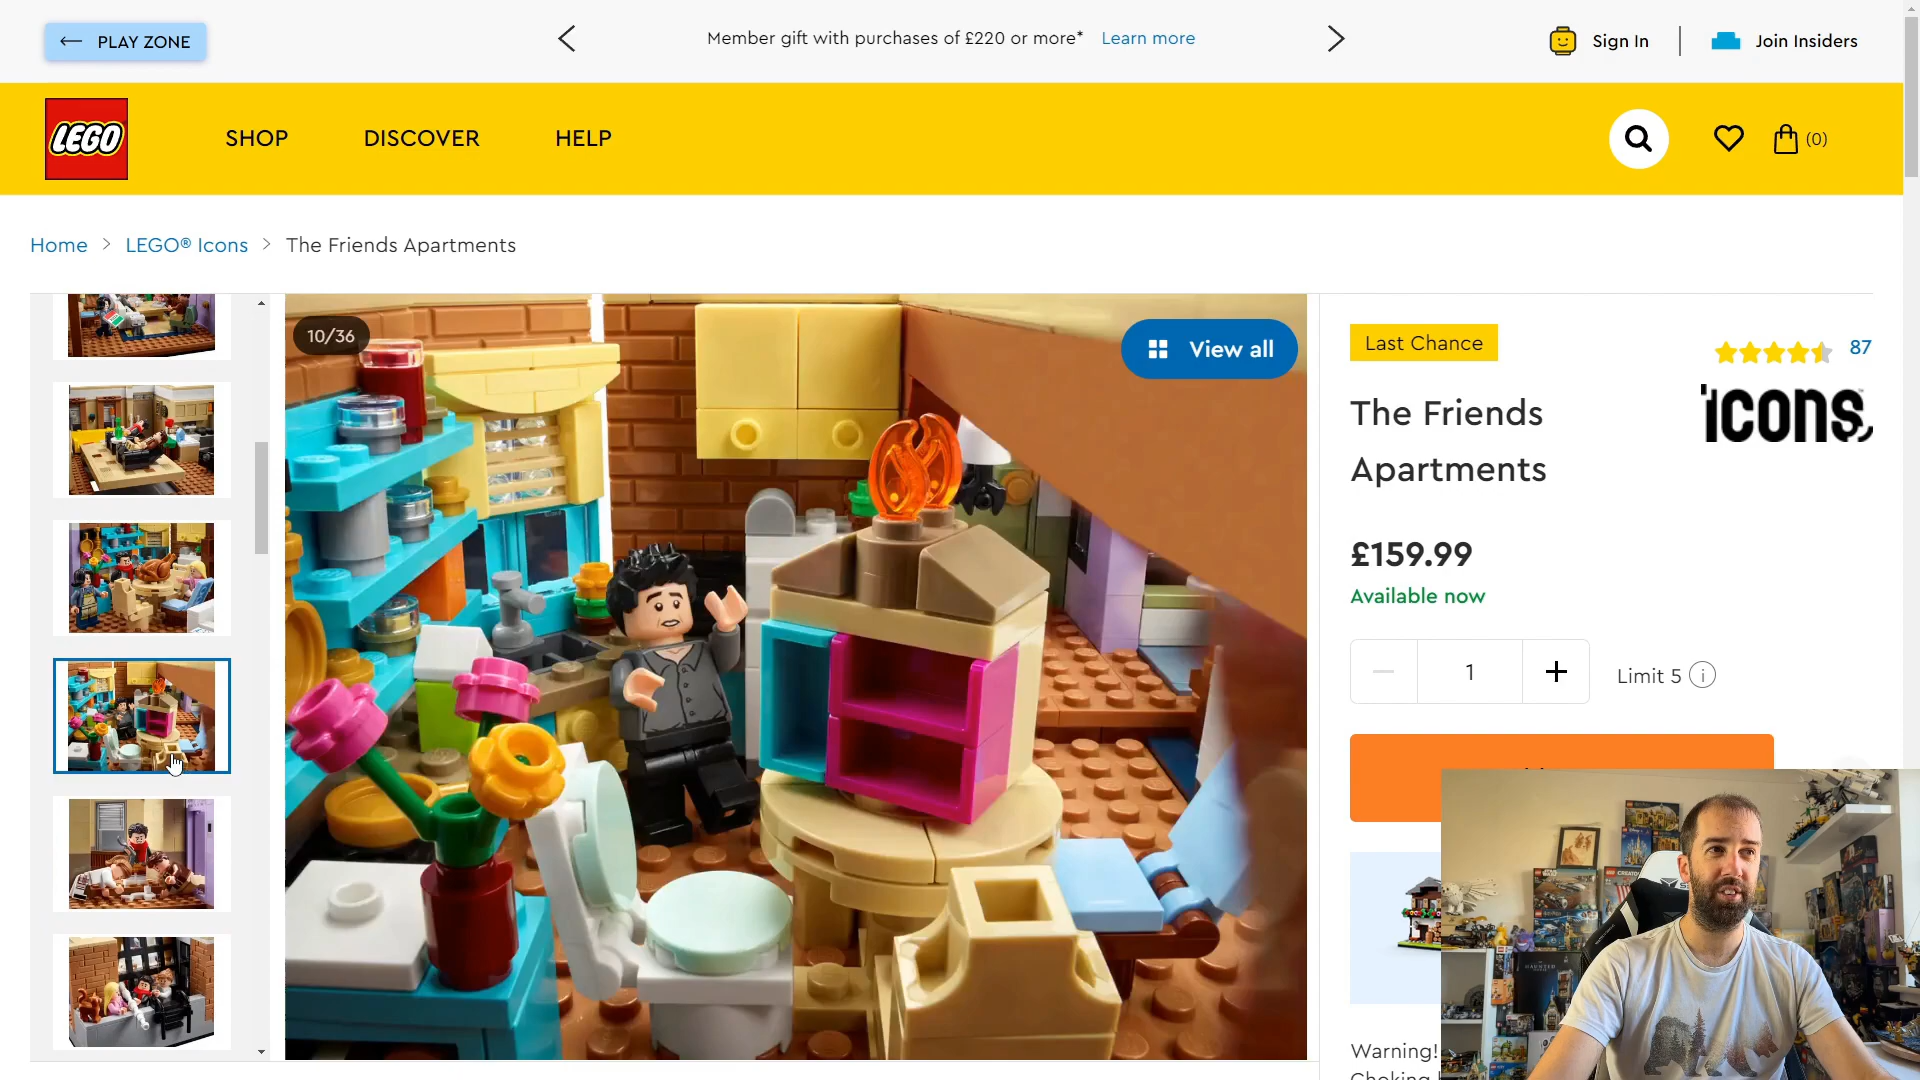 PLAY ZONE
Member gift with purchases of £220 or more* Learn more
Sign In
Join Insiders
LEGO
SHOP
DISCOVER
HELP
(0)
Home > LEGO® Icons > The Friends Apartments
10/36
View all
Last Chance
87
The Friends
Apartments
icons
£159.99
Available now
1
Limit 5
Warning!